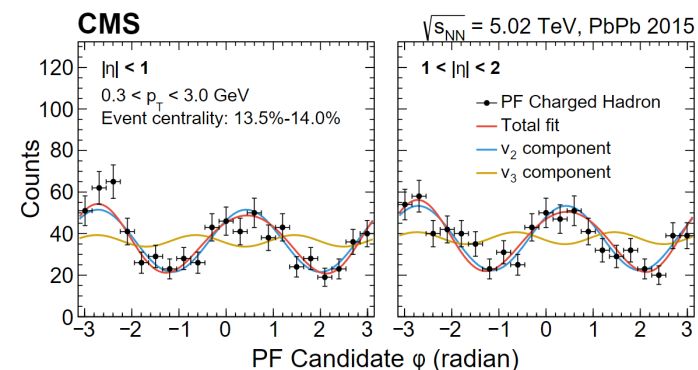 CMS
√s_NN = 5.02 TeV, PbPb 2015
|η| < 1
0.3 < p_T < 3.0 GeV
Event centrality: 13.5%-14.0%
1 < |η| < 2
PF Charged Hadron
Total fit
v_2 component
v_3 component
Counts
120
100
80
60
40
20
0
−3 −2 −1 0 1 2 3
−3 −2 −1 0 1 2 3
PF Candidate φ (radian)